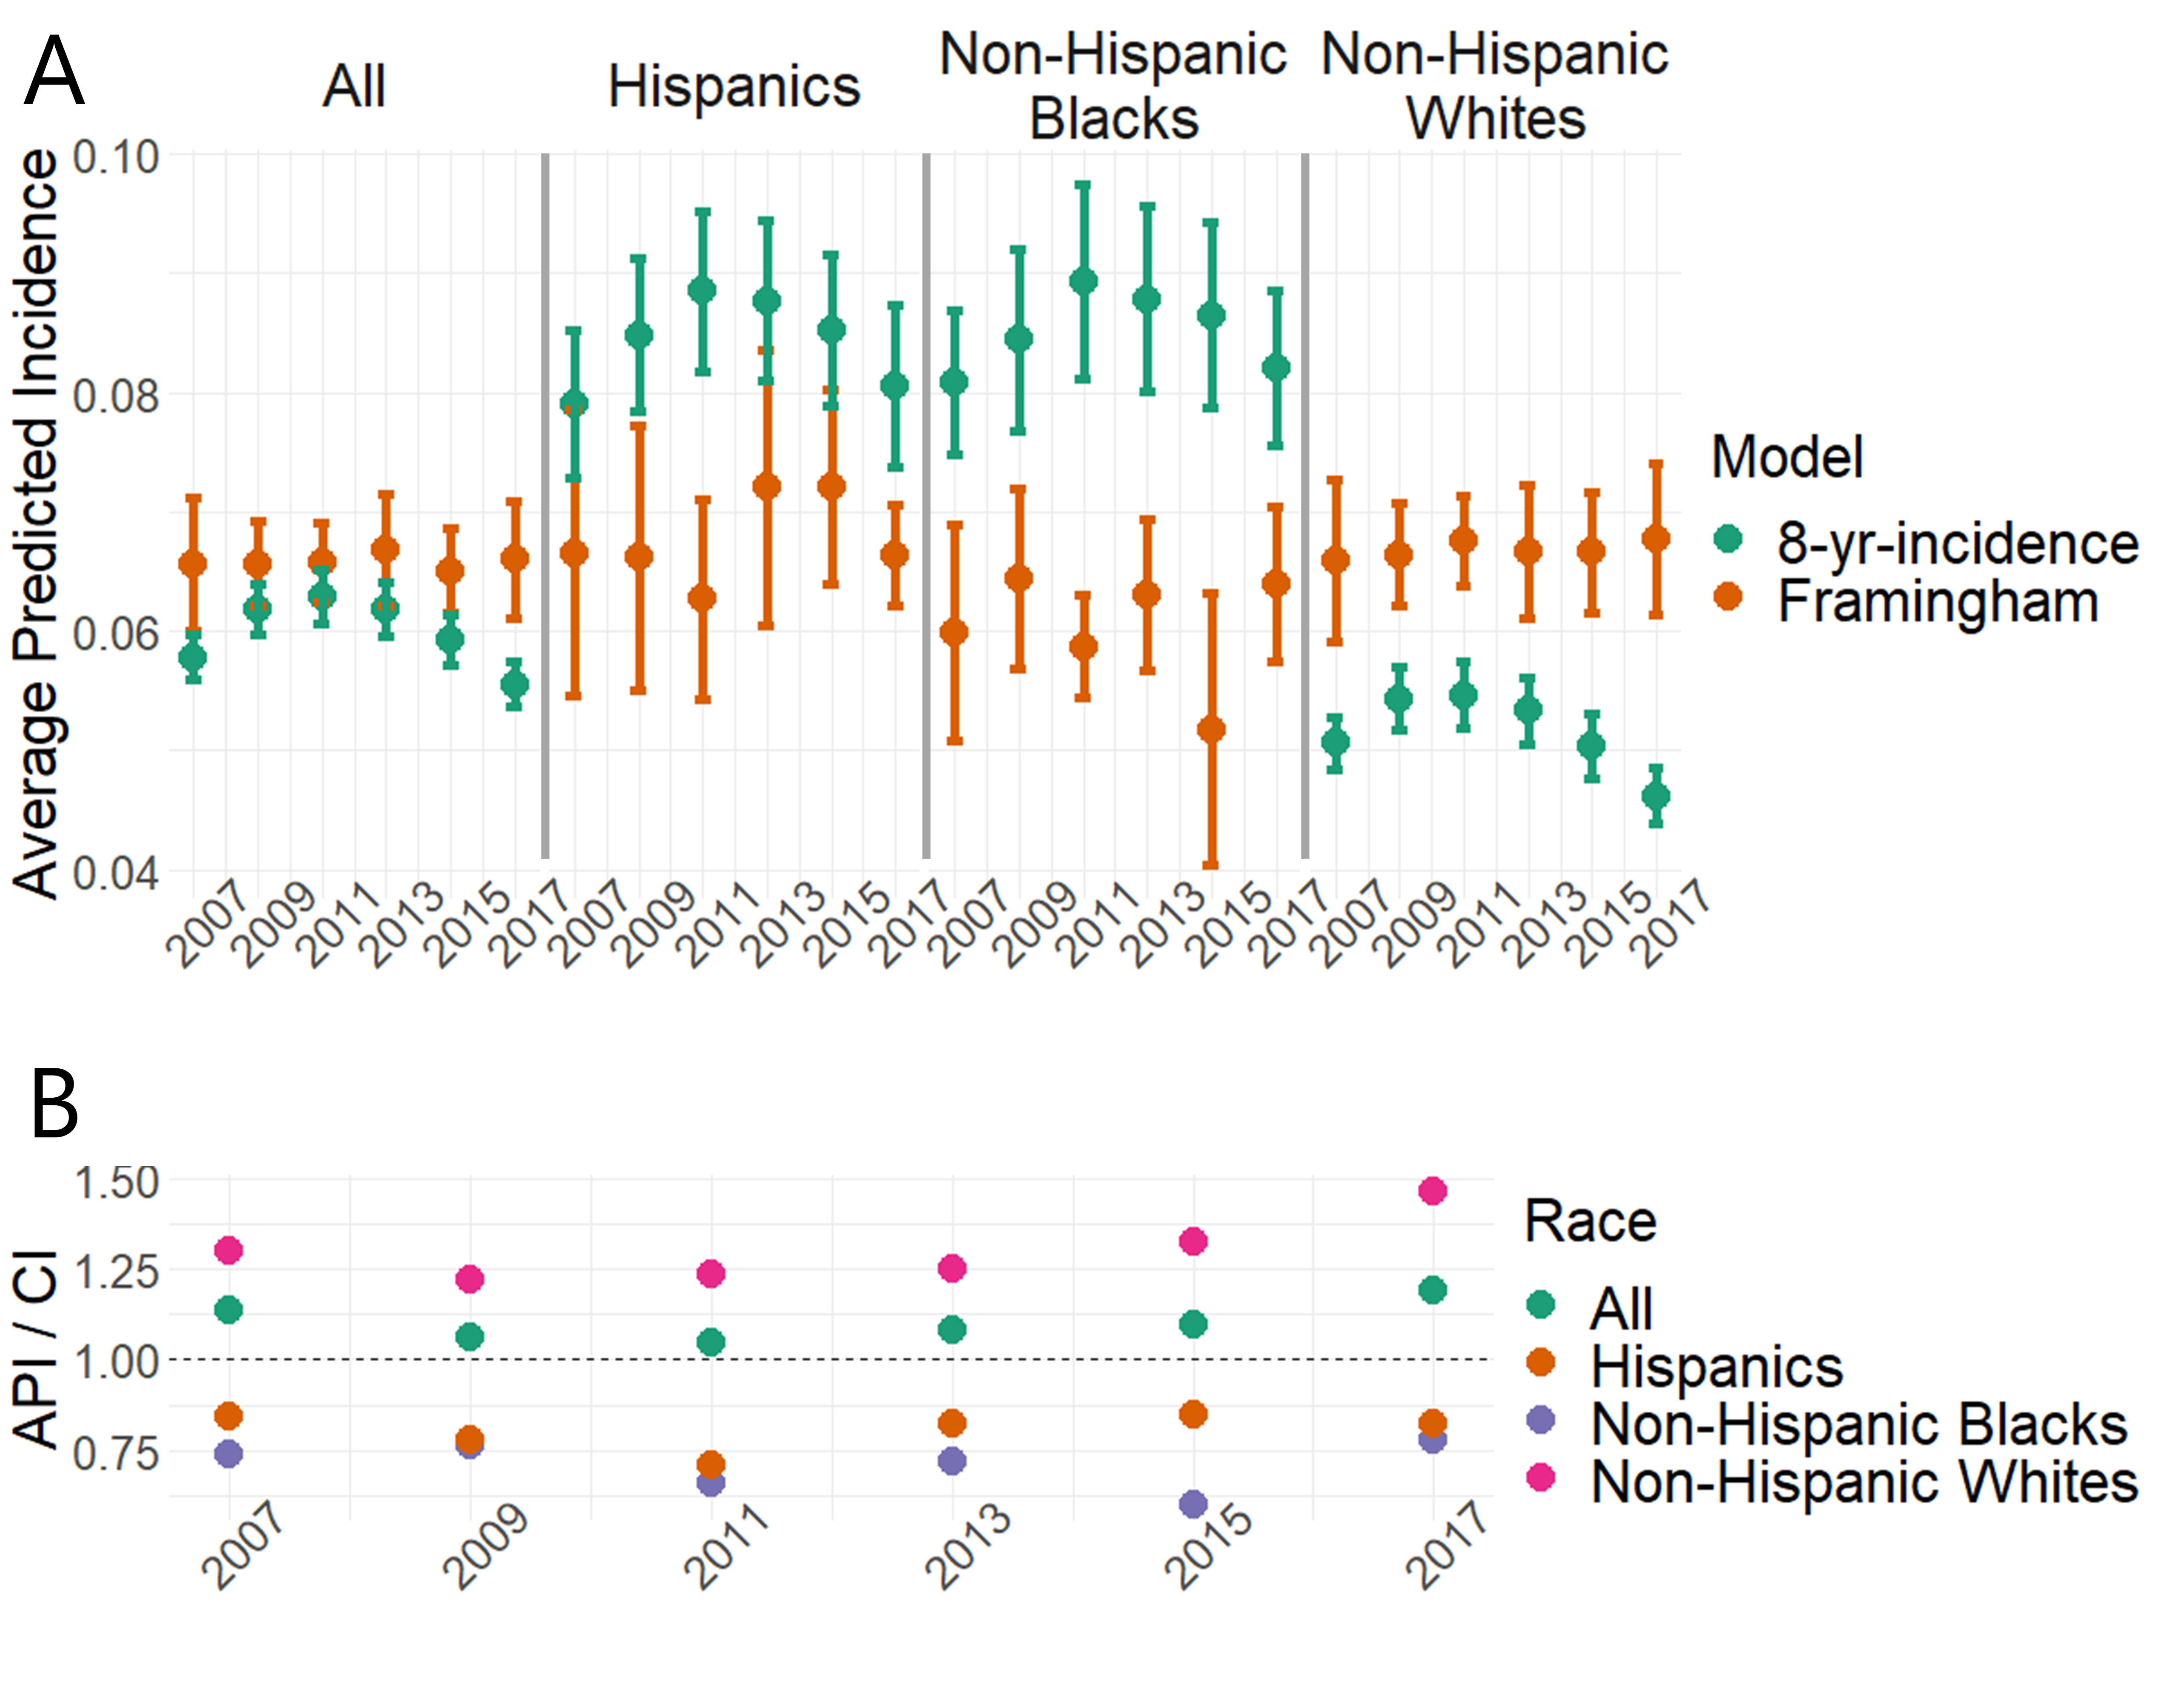 A
All
Hispanics
Non-Hispanic
Blacks
Non-Hispanic
Whites
Average Predicted Incidence
0.10
0.08
0.06
0.04
2007 2009 2011 2013 2015 2017 2007 2009 2011 2013 2015 2017 2007 2009 2011 2013 2015 2017 2007 2009 2011 2013 2015 2017
Model
8-yr-incidence
Framingham
B
API / CI
1.50
1.25
1.00
0.75
2007 2009 2011 2013 2015 2017
Race
All
Hispanics
Non-Hispanic Blacks
Non-Hispanic Whites